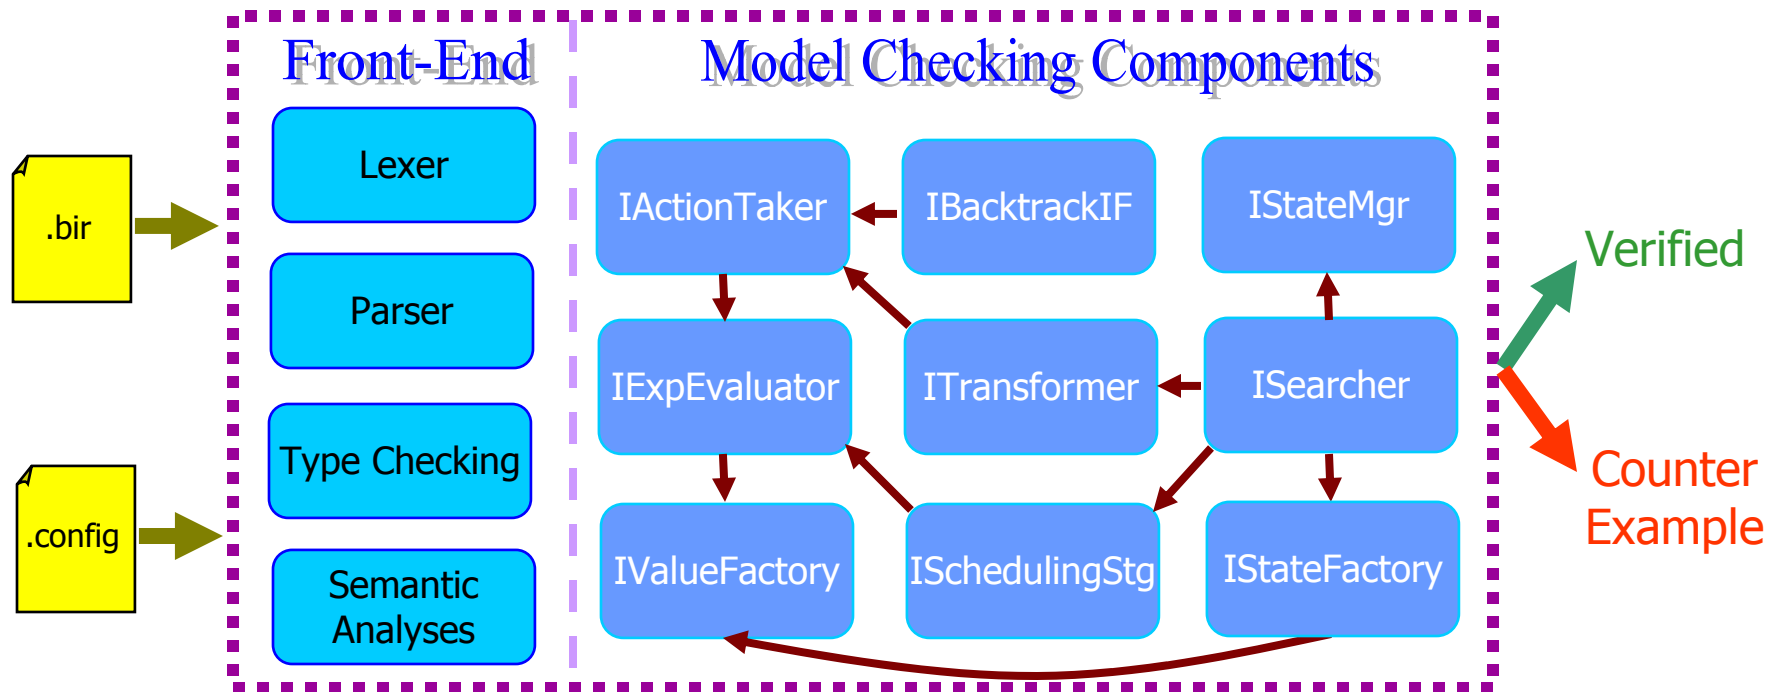 Front-End
Model Checking Components
.bir
.config
Lexer
Parser
Type Checking
Semantic
Analyses
IActionTaker
IBacktrackIF
IStateMgr
IExpEvaluator
ITransformer
ISearcher
IValueFactory
ISchedulingStg
IStateFactory
Verified
Counter
Example